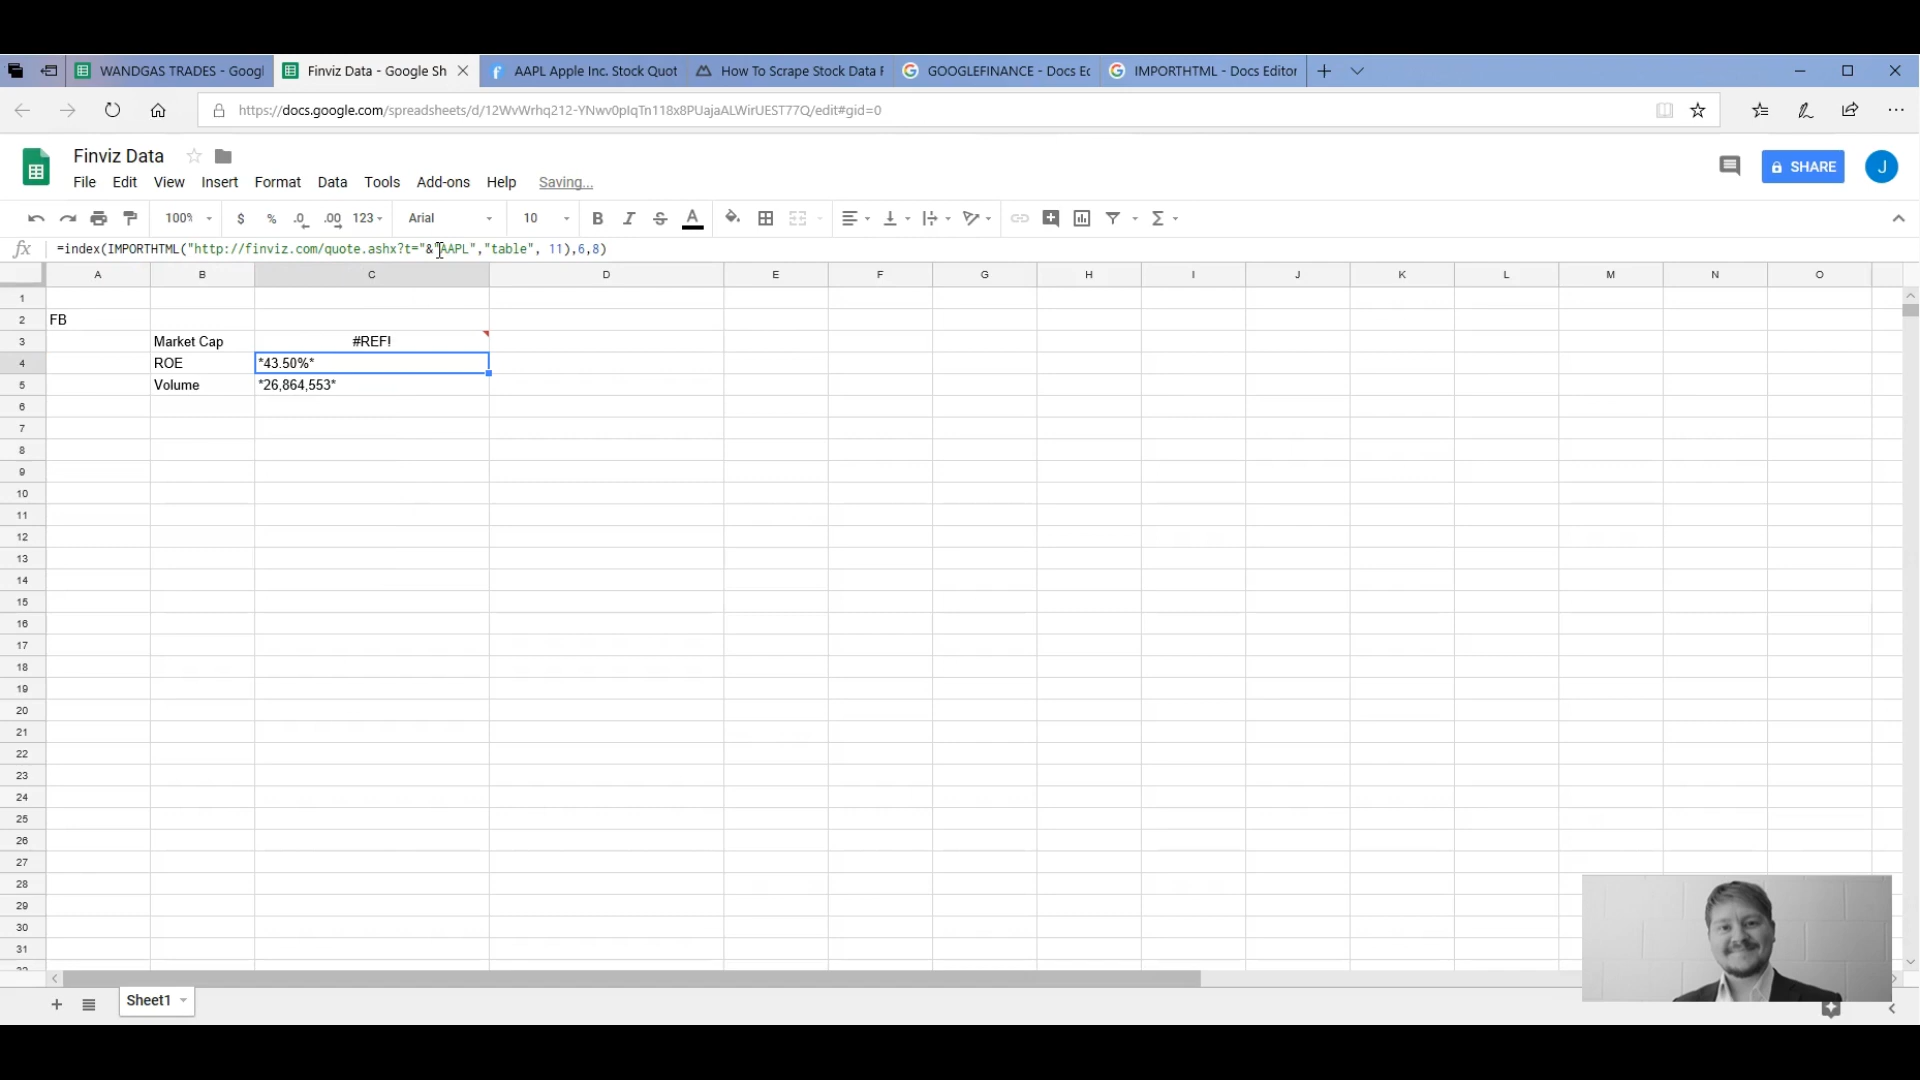 WANDGAS TRADES - Googl
Finviz Data - Google Sh
AAPL Apple Inc. Stock Quot
How To Scrape Stock Data F
GOOGLEFINANCE - Docs Ec
IMPORTHTML - Docs Editor
https://docs.google.com/spreadsheets/d/12WvWrhq212-YNwv0pIqTn118x8PUajaALWirUEST77Q/edit#gid=0
Finviz Data
SHARE
J
File Edit View Insert Format Data Tools Add-ons Help Saving...
100% $ % .0 .00 123 Arial 10 B I S A Σ
fx =index(IMPORTHTML("http://finviz.com/quote.ashx?t="&"AAPL","table", 11),6,8)
A B C D E F G H I J K L M N O
1
2 FB
3 Market Cap #REF!
4 ROE *43.50%*
5 Volume *26,864,553*
6
7
8
9
10
11
12
13
14
15
16
17
18
19
20
21
22
23
24
25
26
27
28
29
30
31
Sheet1